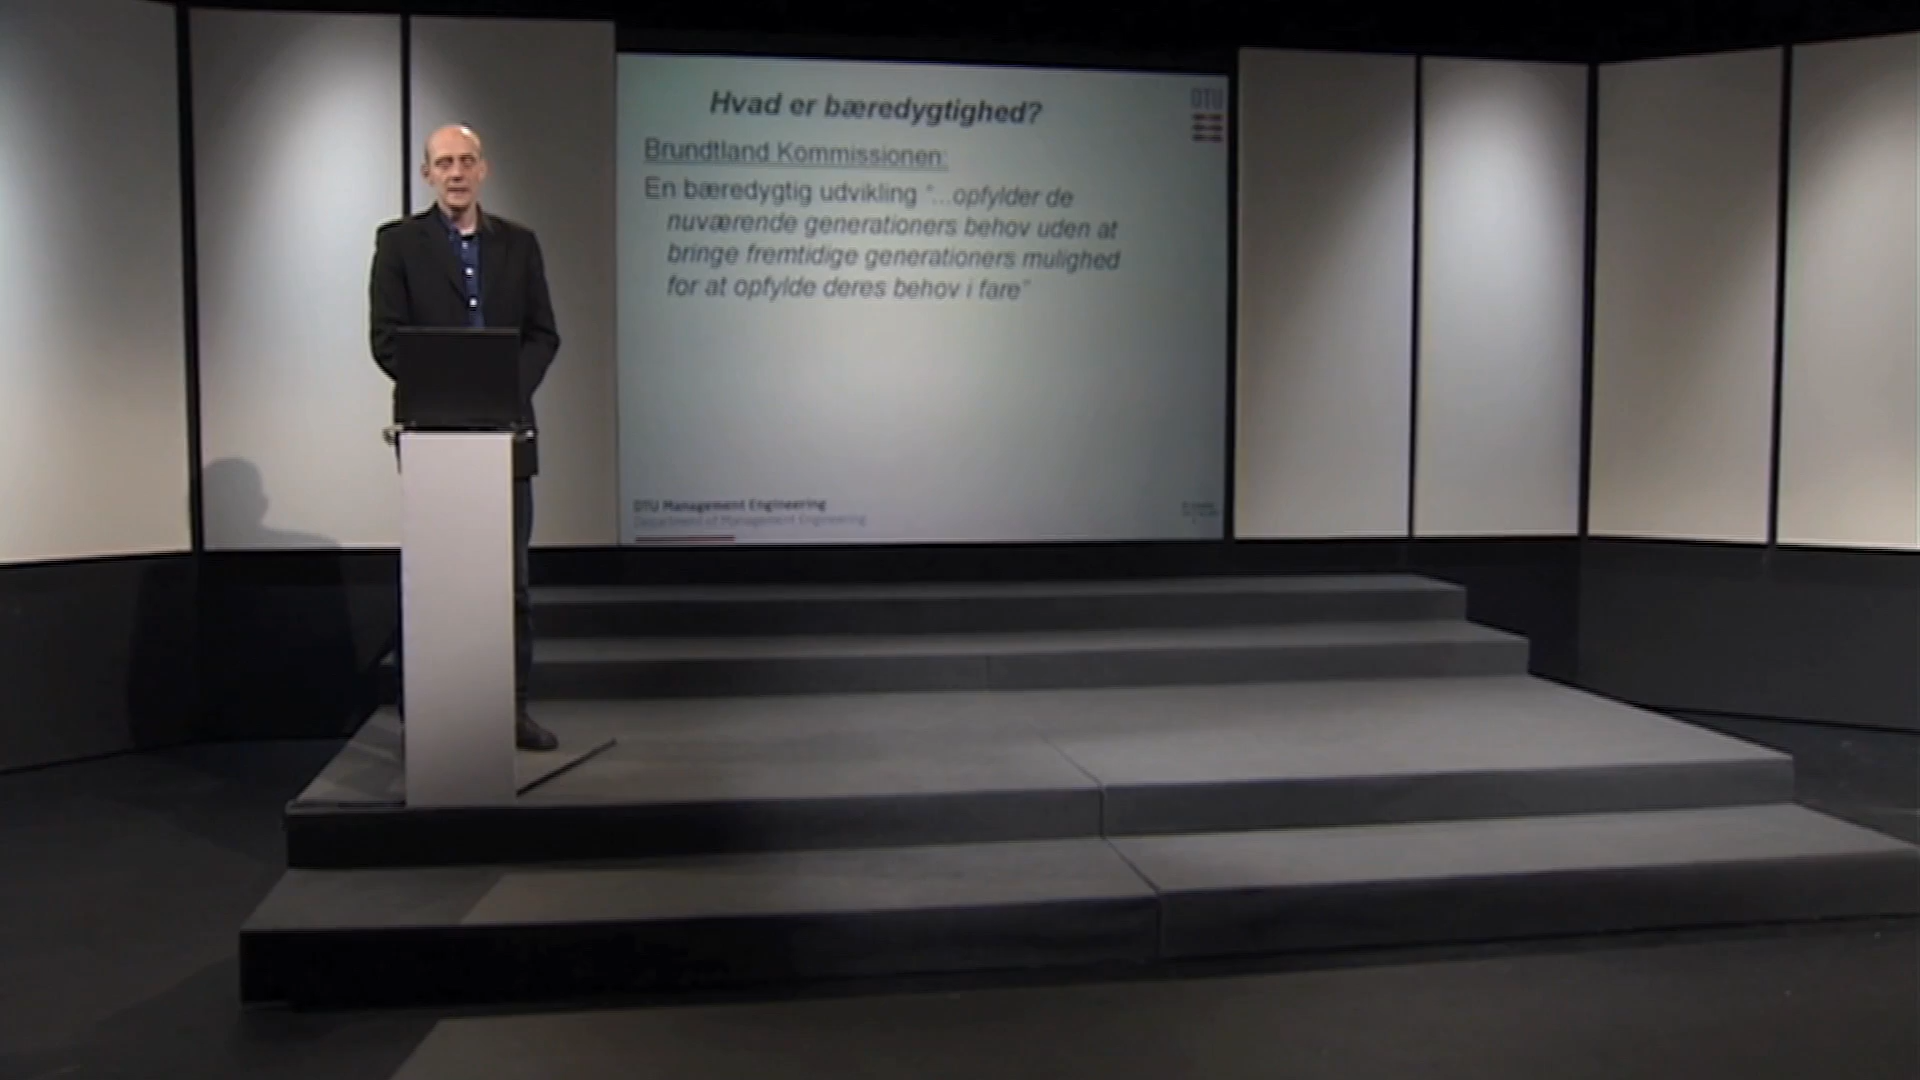 Hvad er bæredygtighed?
DTU
Brundtland Kommissionen:
En bæredygtig udvikling "...opfylder de
nuværende generationers behov uden at
bringe fremtidige generationers mulighed
for at opfylde deres behov i fare"
DTU Management Engineering
Department of Management Engineering